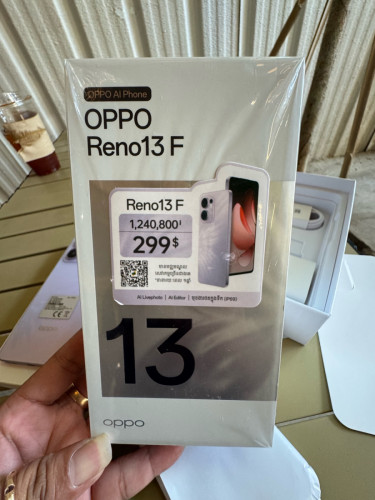 OPPO AI Phone
OPPO
Reno13 F
Reno13 F
1,240,800៛
299$
AI Livephoto | AI Editor |
13
oppo